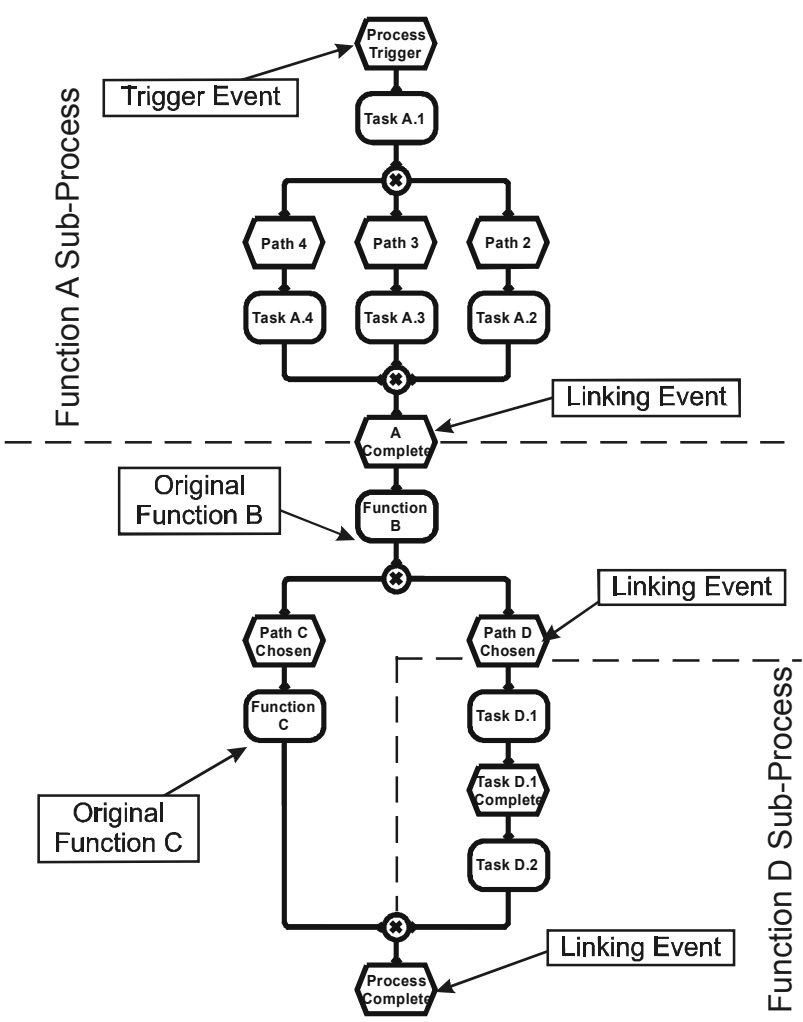 Process
Trigger
Trigger Event
Task A.1
Function A Sub-Process
Path 4
Path 3
Path 2
Task A.4
Task A.3
Task A.2
Linking Event
A
Complete
Original
Function B
Function
B
Linking Event
Path C
Chosen
Path D
Chosen
Function
C
Task D.1
Function D Sub-Process
Original
Function C
Task D.1
Complete
Task D.2
Linking Event
Process
Complete